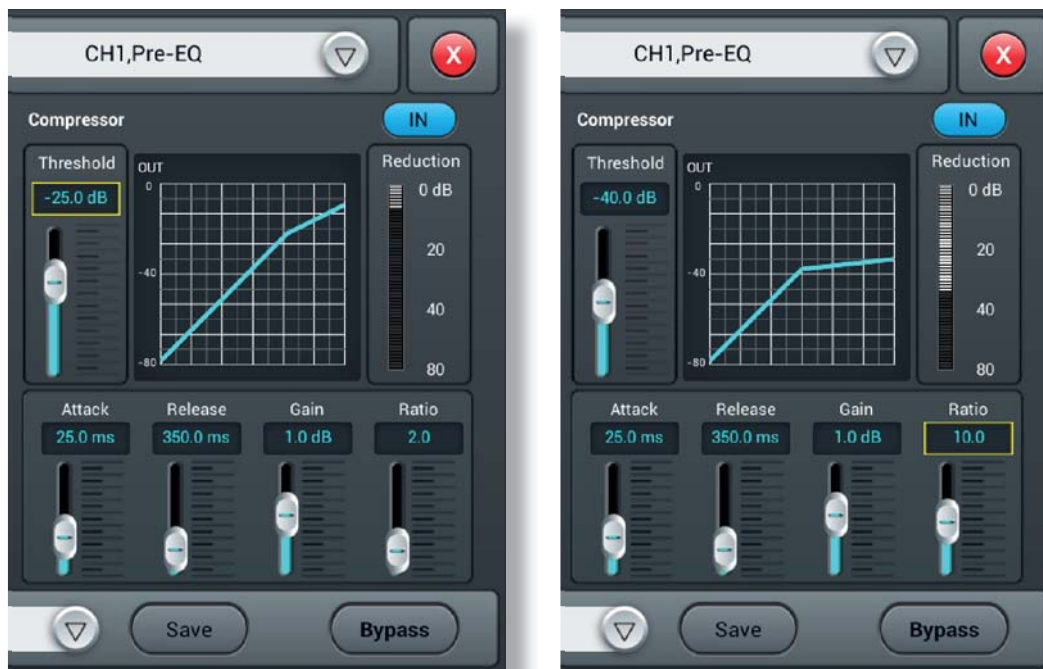 CH1,Pre-EQ
X
Compressor
IN
Threshold
-25.0 dB
OUT
0
-40
-80
Reduction
0 dB
20
40
80
Attack
Release
Gain
Ratio
25.0 ms
350.0 ms
1.0 dB
2.0
Save
Bypass
CH1,Pre-EQ
X
Compressor
IN
Threshold
-40.0 dB
OUT
0
-40
-80
Reduction
0 dB
20
40
80
Attack
Release
Gain
Ratio
25.0 ms
350.0 ms
1.0 dB
10.0
Save
Bypass